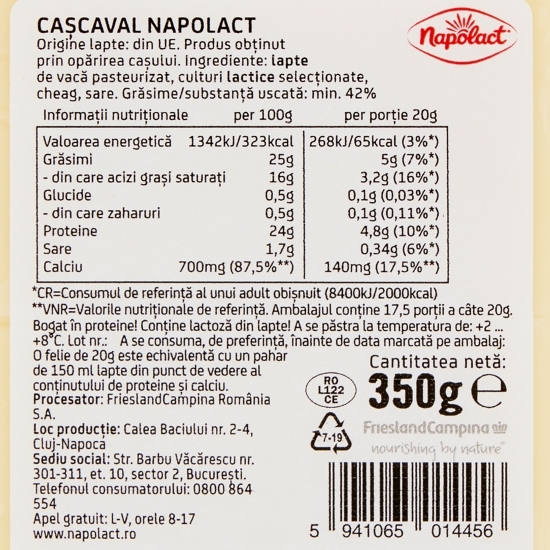 CAȘCAVAL NAPOLACT
Napolact
Origine lapte: din UE. Produs obținut
prin opărirea cașului. Ingrediente: lapte
de vacă pasteurizat, culturi lactice selecționate,
cheag, sare. Grăsime/substanță uscată: min. 42%
Informații nutriționale per 100g per porție 20g
Valoarea energetică 1342kJ/323kcal 268kJ/65kcal (3%*)
Grăsimi 25g 5g (7%*)
- din care acizi grași saturați 16g 3,2g (16%*)
Glucide 0,5g 0,1g (0,03%*)
- din care zaharuri 0,5g 0,1g (0,11%*)
Proteine 24g 4,8g (10%*)
Sare 1,7g 0,34g (6%*)
Calciu 700mg (87,5%**) 140mg (17,5%**)
*CR=Consumul de referință al unui adult obișnuit (8400kJ/2000kcal)
**VNR=Valorile nutriționale de referință. Ambalajul conține 17,5 porții a câte 20g.
Bogat în proteine! Conține lactoză din lapte! A se păstra la temperatura de: +2 ...
+8°C. Lot nr.: A se consuma, de preferință, înainte de data marcată pe ambalaj:
O felie de 20g este echivalentă cu un pahar
de 150 ml lapte din punct de vedere al
conținutului de proteine și calciu.
Procesator: FrieslandCampina România
S.A.
Loc producție: Calea Baciului nr. 2-4,
Cluj-Napoca
Sediu social: Str. Barbu Văcărescu nr.
301-311, et. 10, sector 2, București.
Telefonul consumatorului: 0800 864
554
Apel gratuit: L-V, orele 8-17
www.napolact.ro
Cantitatea netă:
RO
L122
CE
350g e
7-19
FrieslandCampina
nourishing by nature
5 941065 014456